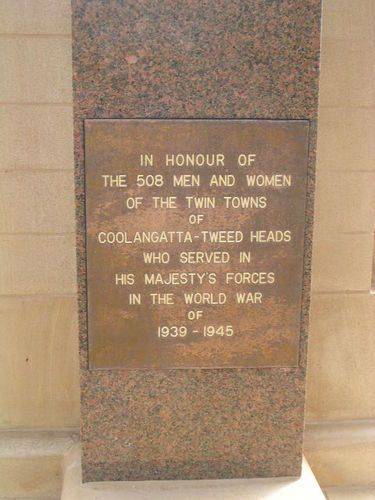 IN HONOUR OF
THE 508 MEN AND WOMEN
OF THE TWIN TOWNS
OF
COOLANGATTA-TWEED HEADS
WHO SERVED IN
HIS MAJESTY'S FORCES
IN THE WORLD WAR
OF
1939 - 1945